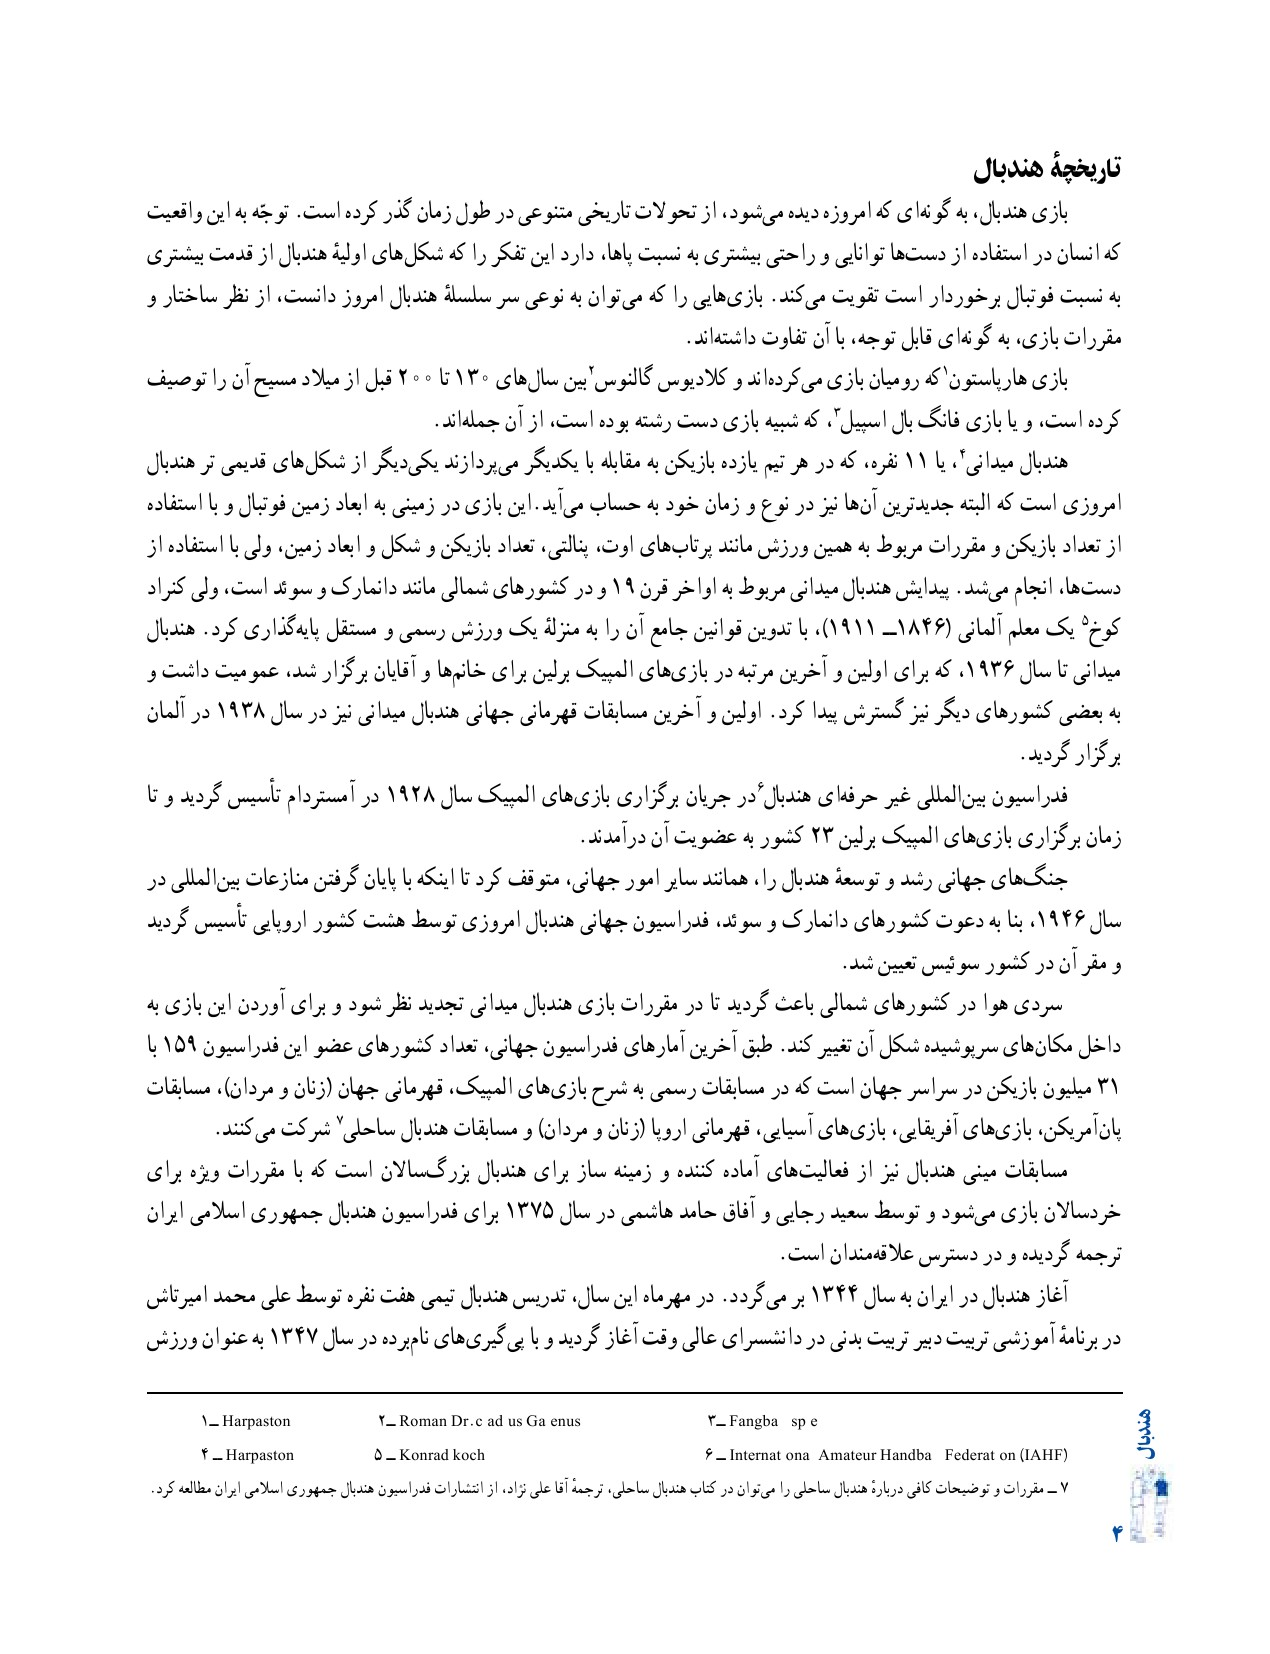 تاریخچهٔ هندبال
بازی هندبال، به گونه‌ای که امروزه دیده می‌شود، از تحولات تاریخی متنوعی در طول زمان گذر کرده است. توجّه به این واقعیت
که انسان در استفاده از دست‌ها توانایی و راحتی بیشتری به نسبت پاها، دارد این تفکر را که شکل‌های اولیهٔ هندبال از قدمت بیشتری
به نسبت فوتبال برخوردار است تقویت می‌کند. بازی‌هایی را که می‌توان به نوعی سر سلسلهٔ هندبال امروز دانست، از نظر ساختار و
مقررات بازی، به گونه‌ای قابل توجه، با آن تفاوت داشته‌اند.
بازی هارپاستون۱ که رومیان بازی می‌کرده‌اند و کلادیوس گالنوس۲ بین سال‌های ۱۳۰ تا ۲۰۰ قبل از میلاد مسیح آن را توصیف
کرده است، و یا بازی فانگ بال اسپیل۳، که شبیه بازی دست رشته بوده است، از آن جمله‌اند.
هندبال میدانی۴، یا ۱۱ نفره، که در هر تیم یازده بازیکن به مقابله با یکدیگر می‌پردازند یکی‌دیگر از شکل‌های قدیمی تر هندبال
امروزی است که البته جدیدترین آن‌ها نیز در نوع و زمان خود به حساب می‌آید.این بازی در زمینی به ابعاد زمین فوتبال و با استفاده
از تعداد بازیکن و مقررات مربوط به همین ورزش مانند پرتاب‌های اوت، پنالتی، تعداد بازیکن و شکل و ابعاد زمین، ولی با استفاده از
دست‌ها، انجام می‌شد. پیدایش هندبال میدانی مربوط به اواخر قرن ۱۹ و در کشورهای شمالی مانند دانمارک و سوئد است، ولی کنراد
کوخ۵ یک معلم آلمانی (۱۸۴۶ـ ۱۹۱۱)، با تدوین قوانین جامع آن را به منزلهٔ یک ورزش رسمی و مستقل پایه‌گذاری کرد. هندبال
میدانی تا سال ۱۹۳۶، که برای اولین و آخرین مرتبه در بازی‌های المپیک برلین برای خانم‌ها و آقایان برگزار شد، عمومیت داشت و
به بعضی کشورهای دیگر نیز گسترش پیدا کرد. اولین و آخرین مسابقات قهرمانی جهانی هندبال میدانی نیز در سال ۱۹۳۸ در آلمان
برگزار گردید.
فدراسیون بین‌المللی غیر حرفه‌ای هندبال۶ در جریان برگزاری بازی‌های المپیک سال ۱۹۲۸ در آمستردام تأسیس گردید و تا
زمان برگزاری بازی‌های المپیک برلین ۲۳ کشور به عضویت آن درآمدند.
جنگ‌های جهانی رشد و توسعهٔ هندبال را، همانند سایر امور جهانی، متوقف کرد تا اینکه با پایان گرفتن منازعات بین‌المللی در
سال ۱۹۴۶، بنا به دعوت کشورهای دانمارک و سوئد، فدراسیون جهانی هندبال امروزی توسط هشت کشور اروپایی تأسیس گردید
و مقر آن در کشور سوئیس تعیین شد.
سردی هوا در کشورهای شمالی باعث گردید تا در مقررات بازی هندبال میدانی تجدید نظر شود و برای آوردن این بازی به
داخل مکان‌های سرپوشیده شکل آن تغییر کند. طبق آخرین آمارهای فدراسیون جهانی، تعداد کشورهای عضو این فدراسیون ۱۵۹ با
۳۱ میلیون بازیکن در سراسر جهان است که در مسابقات رسمی به شرح بازی‌های المپیک، قهرمانی جهان (زنان و مردان)، مسابقات
پان‌آمریکن، بازی‌های آفریقایی، بازی‌های آسیایی، قهرمانی اروپا (زنان و مردان) و مسابقات هندبال ساحلی۷ شرکت می‌کنند.
مسابقات مینی هندبال نیز از فعالیت‌های آماده کننده و زمینه ساز برای هندبال بزرگ‌سالان است که با مقررات ویژه برای
خردسالان بازی می‌شود و توسط سعید رجایی و آفاق حامد هاشمی در سال ۱۳۷۵ برای فدراسیون هندبال جمهوری اسلامی ایران
ترجمه گردیده و در دسترس علاقه‌مندان است.
آغاز هندبال در ایران به سال ۱۳۴۴ بر می‌گردد. در مهرماه این سال، تدریس هندبال تیمی هفت نفره توسط علی محمد امیرتاش
در برنامهٔ آموزشی تربیت دبیر تربیت بدنی در دانشسرای عالی وقت آغاز گردید و با پی‌گیری‌های نام‌برده در سال ۱۳۴۷ به عنوان ورزش
۱ـ Harpaston ۲ـ Roman Dr.c ad us Ga enus ۳ـ Fangba sp e
۴ ـ Harpaston ۵ ـ Konrad koch ۶ ـ Internat ona Amateur Handba Federat on (IAHF)
۷ ـ مقررات و توضیحات کافی دربارهٔ هندبال ساحلی را می‌توان در کتاب هندبال ساحلی، ترجمهٔ آقا علی نژاد، از انتشارات فدراسیون هندبال جمهوری اسلامی ایران مطالعه کرد.
هندبال
۴